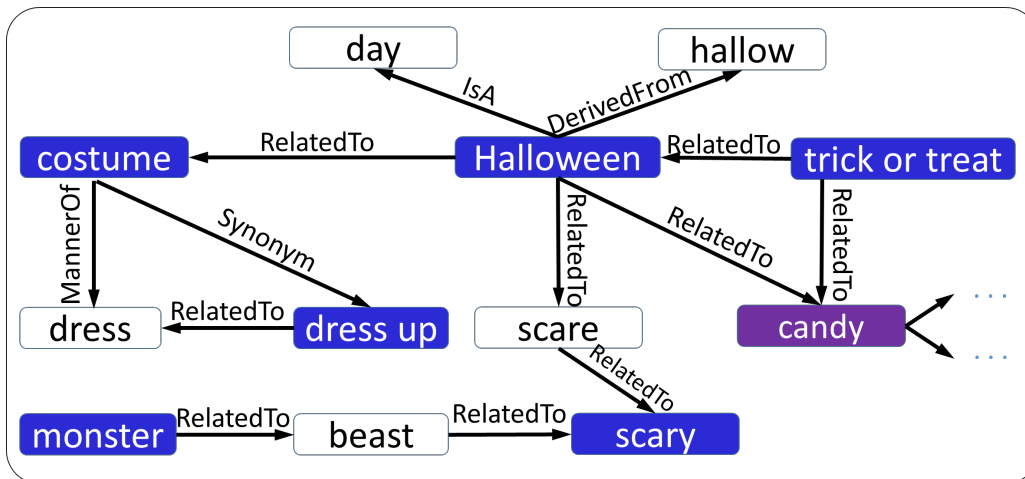 day
hallow
IsA
DerivedFrom
costume
RelatedTo
Halloween
RelatedTo
trick or treat
MannerOf
Synonym
RelatedTo
RelatedTo
RelatedTo
dress
RelatedTo
dress up
scare
candy
. . .
. . .
RelatedTo
monster
RelatedTo
beast
RelatedTo
scary